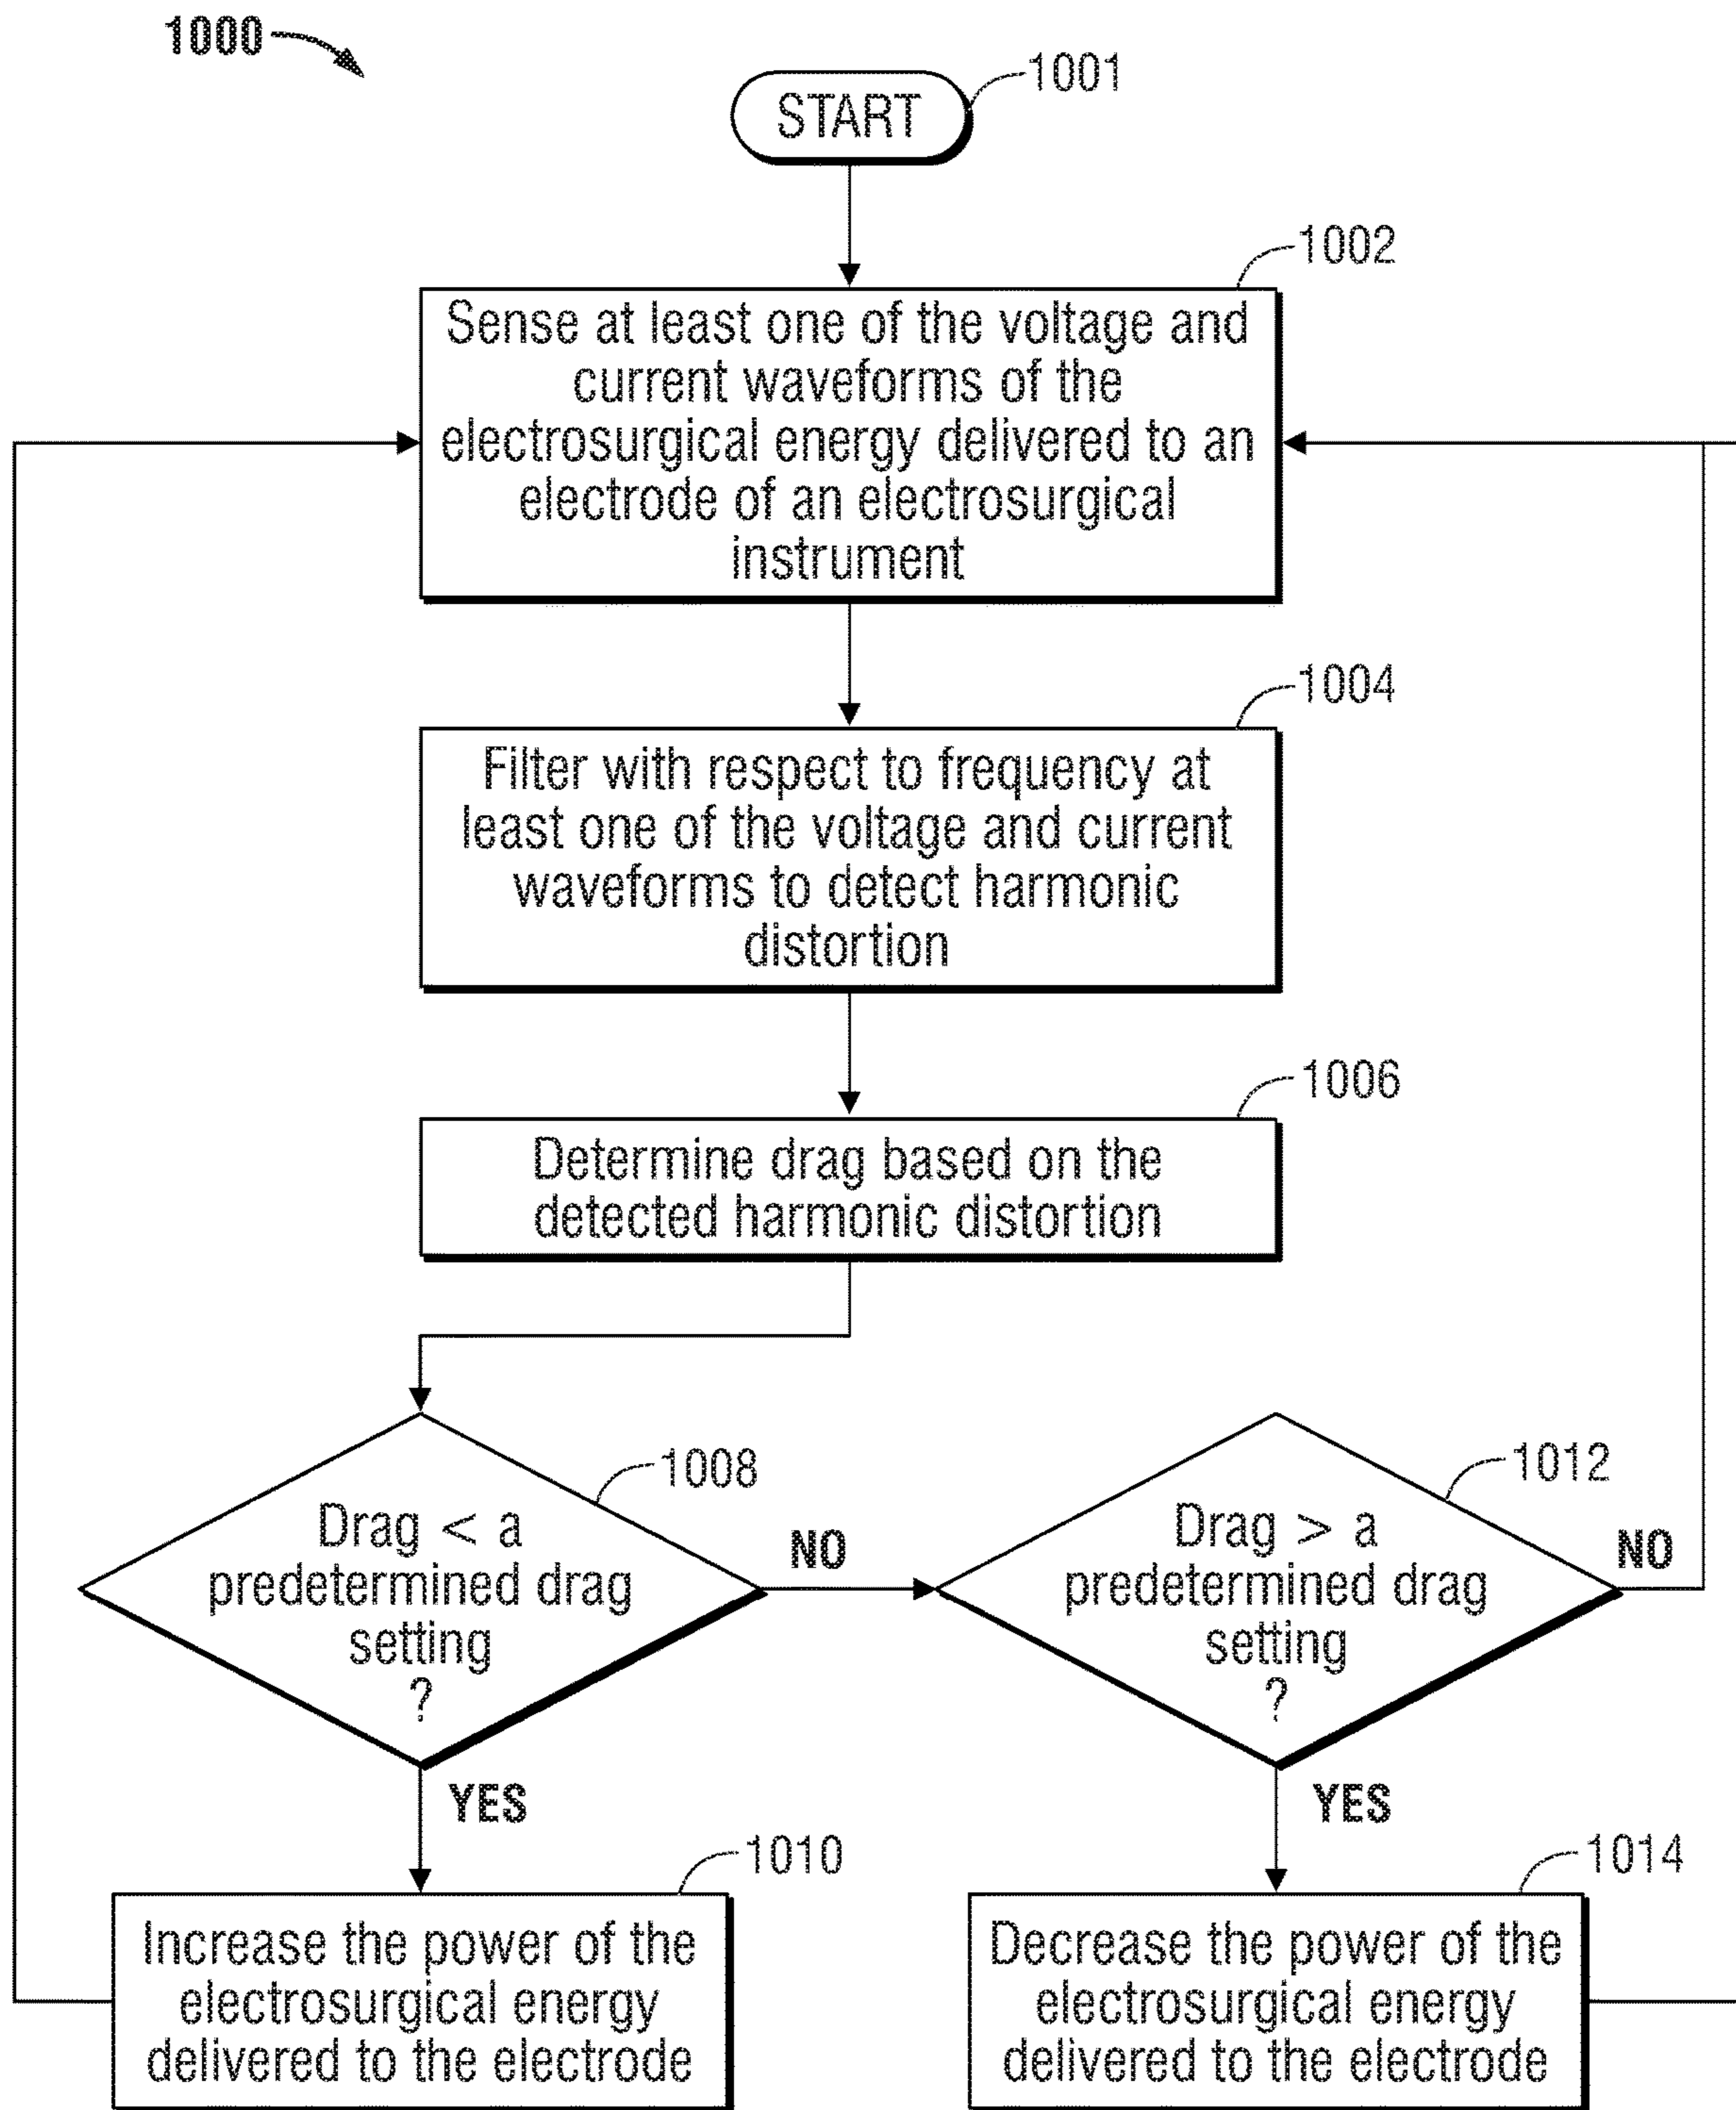 1000
START
1001
1002
Sense at least one of the voltage and
current waveforms of the
electrosurgical energy delivered to an
electrode of an electrosurgical
instrument
1004
Filter with respect to frequency at
least one of the voltage and current
waveforms to detect harmonic
distortion
1006
Determine drag based on the
detected harmonic distortion
1008
Drag < a
predetermined drag
setting
?
NO
YES
1012
Drag > a
predetermined drag
setting
?
NO
YES
1010
Increase the power of the
electrosurgical energy
delivered to the electrode
1014
Decrease the power of the
electrosurgical energy
delivered to the electrode